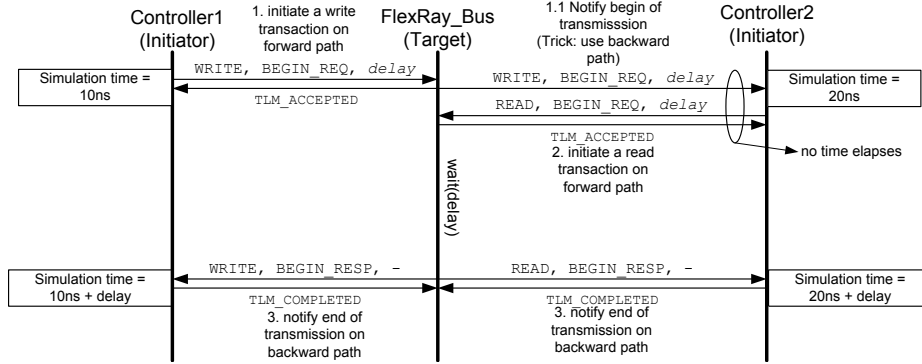 Controller1
(Initiator)
1. initiate a write
transaction on
forward path
FlexRay_Bus
(Target)
1.1 Notify begin of
transmisssion
(Trick: use backward
path)
Controller2
(Initiator)
Simulation time =
10ns
WRITE, BEGIN_REQ, delay
TLM_ACCEPTED
WRITE, BEGIN_REQ, delay
READ, BEGIN_REQ, delay
TLM_ACCEPTED
Simulation time =
20ns
2. initiate a read
transaction on
forward path
no time elapses
wait(delay)
Simulation time =
10ns + delay
WRITE, BEGIN_RESP, -
TLM_COMPLETED
3. notify end of
transmission on
backward path
READ, BEGIN_RESP, -
TLM_COMPLETED
3. notify end of
transmission on
backward path
Simulation time =
20ns + delay